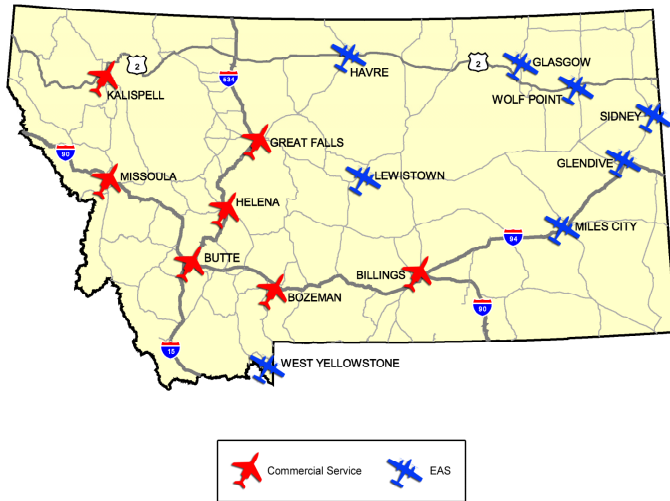 2
KALISPELL
434
HAVRE
2
GLASGOW
WOLF POINT
SIDNEY
GREAT FALLS
90
MISSOULA
LEWISTOWN
GLENDIVE
HELENA
MILES CITY
94
BUTTE
BILLINGS
BOZEMAN
90
15
WEST YELLOWSTONE
Commercial Service
EAS